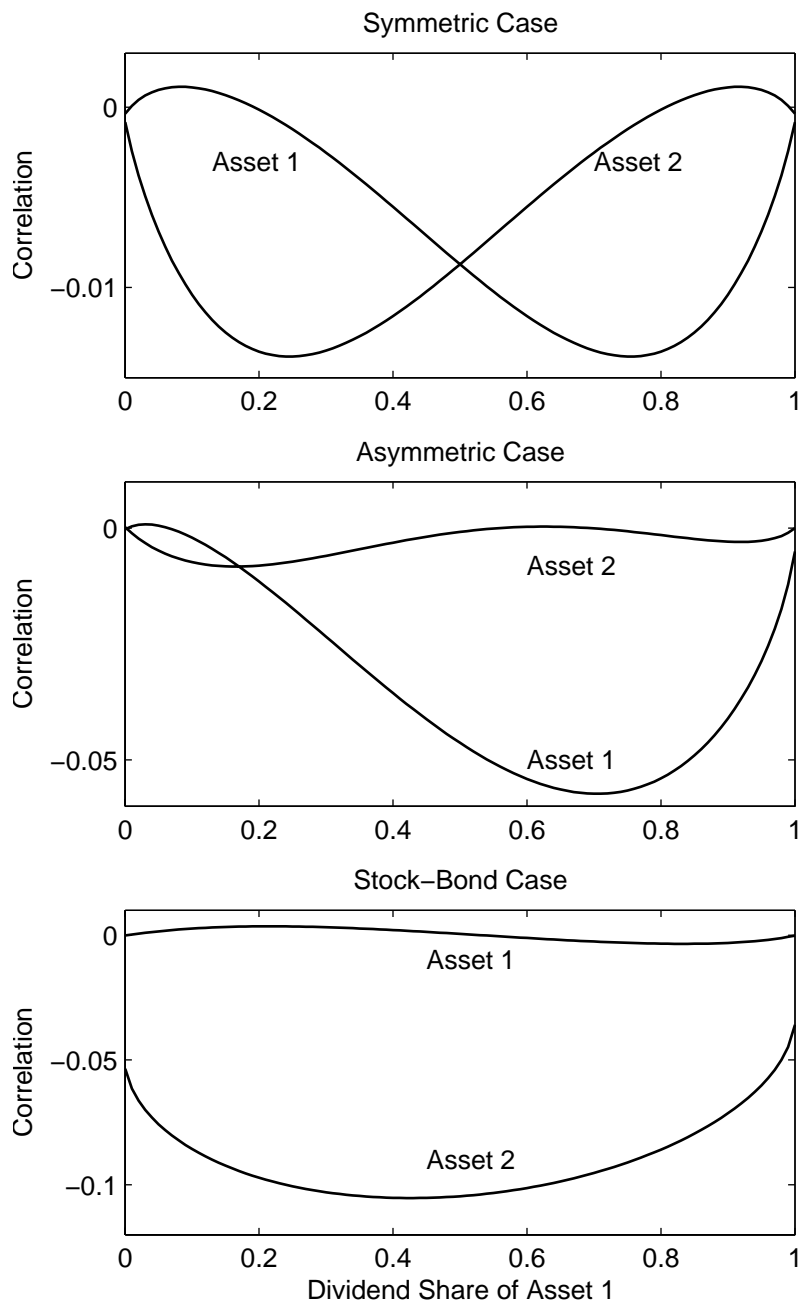 Symmetric Case
0
Asset 1
Asset 2
Correlation
−0.01
0 0.2 0.4 0.6 0.8 1
Asymmetric Case
0
Asset 2
Correlation
Asset 1
−0.05
0 0.2 0.4 0.6 0.8 1
Stock−Bond Case
0
Asset 1
Correlation
−0.05
Asset 2
−0.1
0 0.2 0.4 0.6 0.8 1
Dividend Share of Asset 1